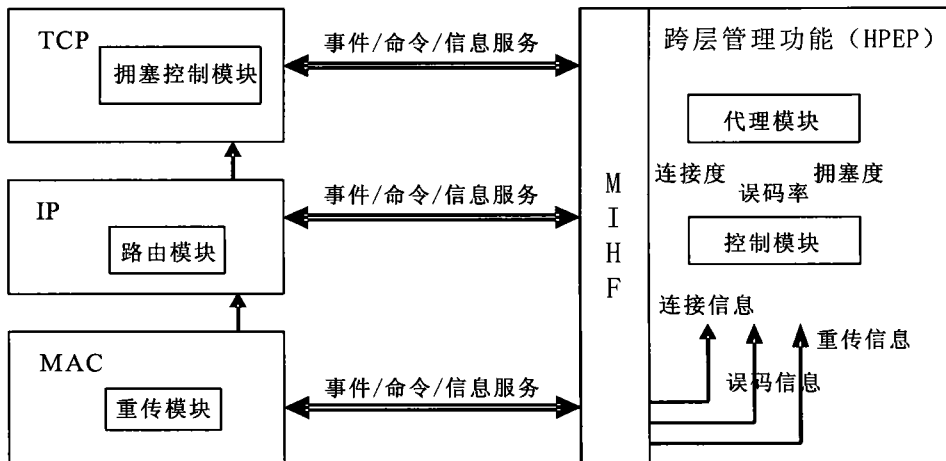 TCP
拥塞控制模块
IP
路由模块
MAC
重传模块
事件/命令/信息服务
事件/命令/信息服务
事件/命令/信息服务
MIHF
跨层管理功能（HPEP）
代理模块
连接度
误码率
拥塞度
控制模块
连接信息
误码信息
重传信息